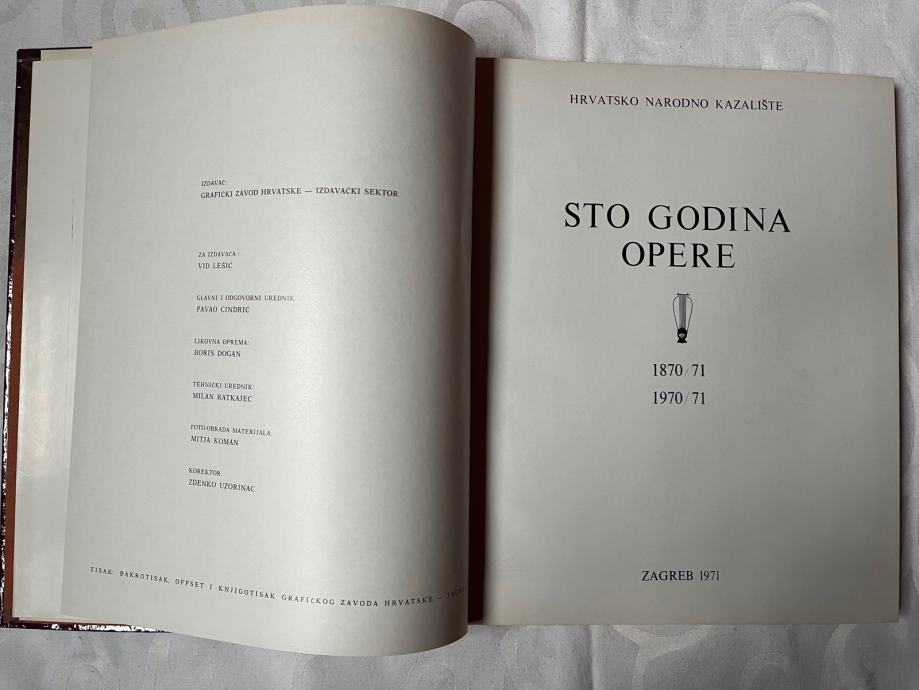 IZDAVAČ:
GRAFIČKI ZAVOD HRVATSKE — IZDAVAČKI SEKTOR
ZA IZDAVAČA :
VID LESIĆ
GLAVNI I ODGOVORNI UREDNIK:
PAVAO CINDRIĆ
LIKOVNA OPREMA:
BORIS DOGAN
TEHNIČKI UREDNIK:
MILAN RATKAJEC
FOTO-OBRADA MATERIJALA:
MITJA KOMAN
KOREKTOR:
ZDENKO UZORINAC
TISAK: BAKROTISAK, OFFSET I KNJIGOTISAK GRAFIČKOG ZAVODA HRVATSKE —
HRVATSKO NARODNO KAZALIŠTE
STO GODINA
OPERE
1870/71
1970/71
ZAGREB 1971